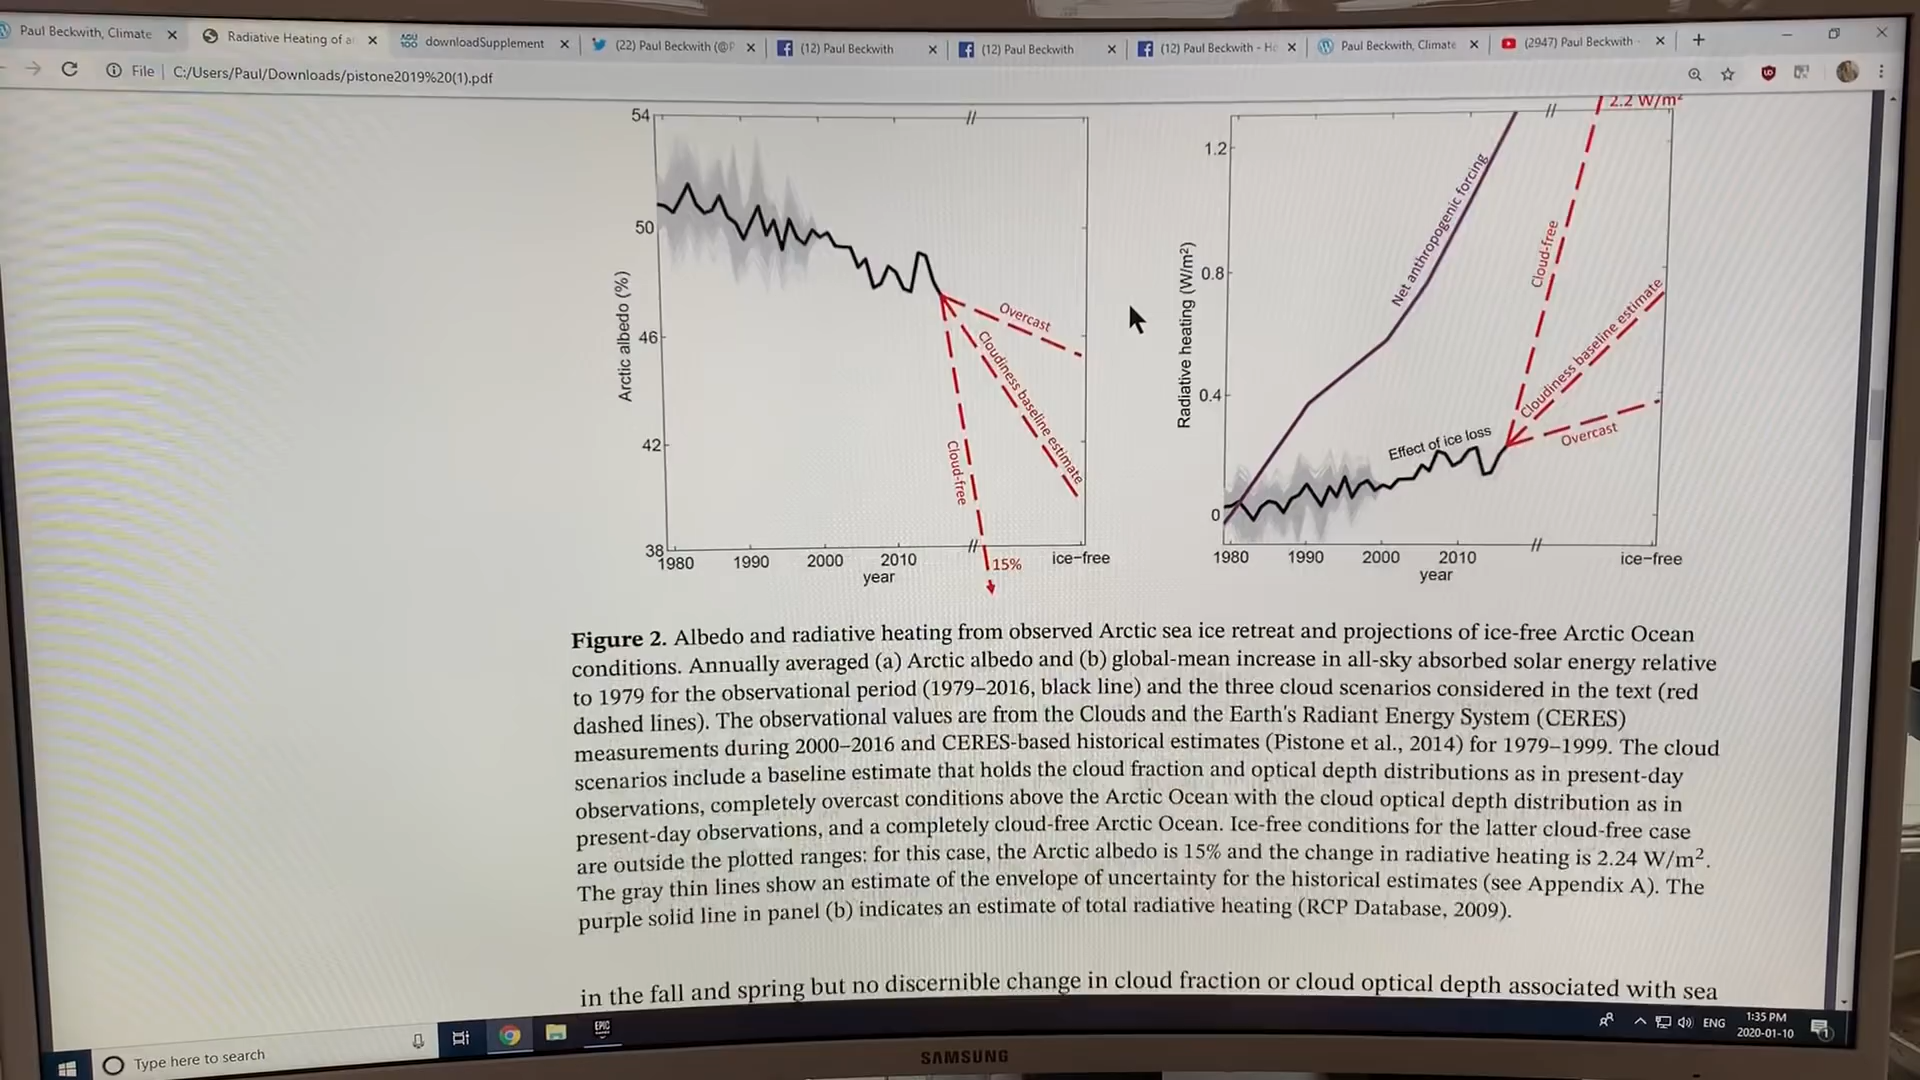 Paul Beckwith, Climate
Radiative Heating of a
AGU 100 downloadSupplement
(22) Paul Beckwith (@P
(12) Paul Beckwith
(12) Paul Beckwith
(12) Paul Beckwith - Ho
Paul Beckwith, Climate
(2947) Paul Beckwith -
File | C:/Users/Paul/Downloads/pistone2019%20(1).pdf
54
50
46
42
38
Arctic albedo (%)
Overcast
Cloudiness baseline estimate
Cloud-free
15%
1980 1990 2000 2010 ice-free
year
2.2 W/m²
1.2
0.8
0.4
0
Radiative heating (W/m²)
Net anthropogenic forcing
Cloud-free
Cloudiness baseline estimate
Effect of ice loss
Overcast
1980 1990 2000 2010 ice-free
year
Figure 2. Albedo and radiative heating from observed Arctic sea ice retreat and projections of ice-free Arctic Ocean
conditions. Annually averaged (a) Arctic albedo and (b) global-mean increase in all-sky absorbed solar energy relative
to 1979 for the observational period (1979–2016, black line) and the three cloud scenarios considered in the text (red
dashed lines). The observational values are from the Clouds and the Earth's Radiant Energy System (CERES)
measurements during 2000–2016 and CERES-based historical estimates (Pistone et al., 2014) for 1979–1999. The cloud
scenarios include a baseline estimate that holds the cloud fraction and optical depth distributions as in present-day
observations, completely overcast conditions above the Arctic Ocean with the cloud optical depth distribution as in
present-day observations, and a completely cloud-free Arctic Ocean. Ice-free conditions for the latter cloud-free case
are outside the plotted ranges: for this case, the Arctic albedo is 15% and the change in radiative heating is 2.24 W/m².
The gray thin lines show an estimate of the envelope of uncertainty for the historical estimates (see Appendix A). The
purple solid line in panel (b) indicates an estimate of total radiative heating (RCP Database, 2009).
in the fall and spring but no discernible change in cloud fraction or cloud optical depth associated with sea
Type here to search
EPIC
ENG
1:35 PM
2020-01-10
1
SAMSUNG